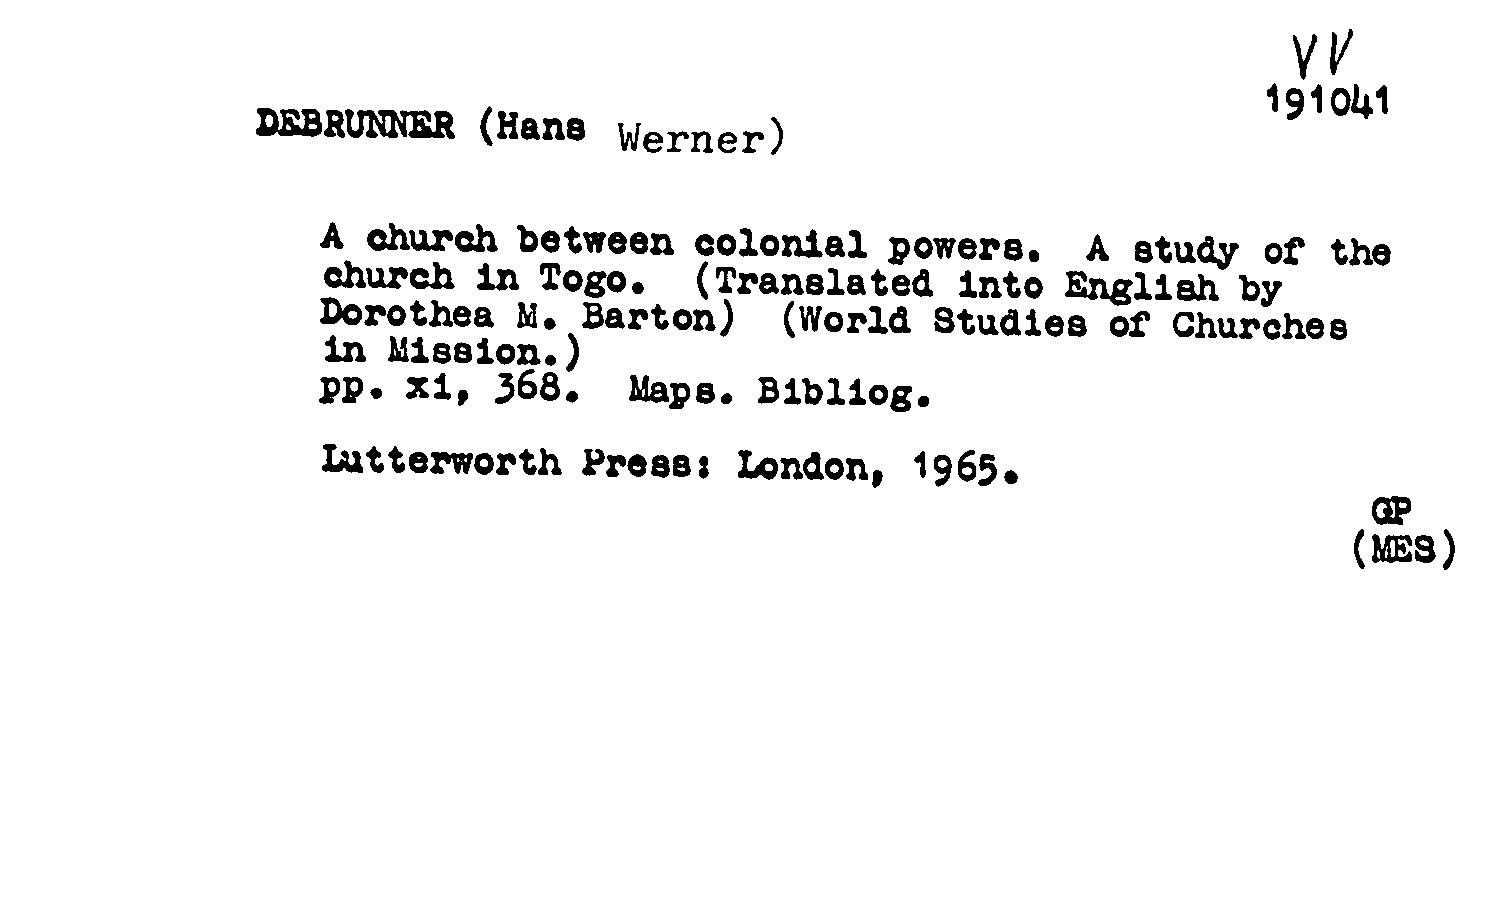 VV
191041
DEBRUNNER (Hans Werner)
A church between colonial powers. A study of the
church in Togo. (Translated into English by
Dorothea M. Barton) (World Studies of Churches
in Mission.)
pp. xi, 368. Maps. Bibliog.
Lutterworth Press: London, 1965.
GP
(MES)